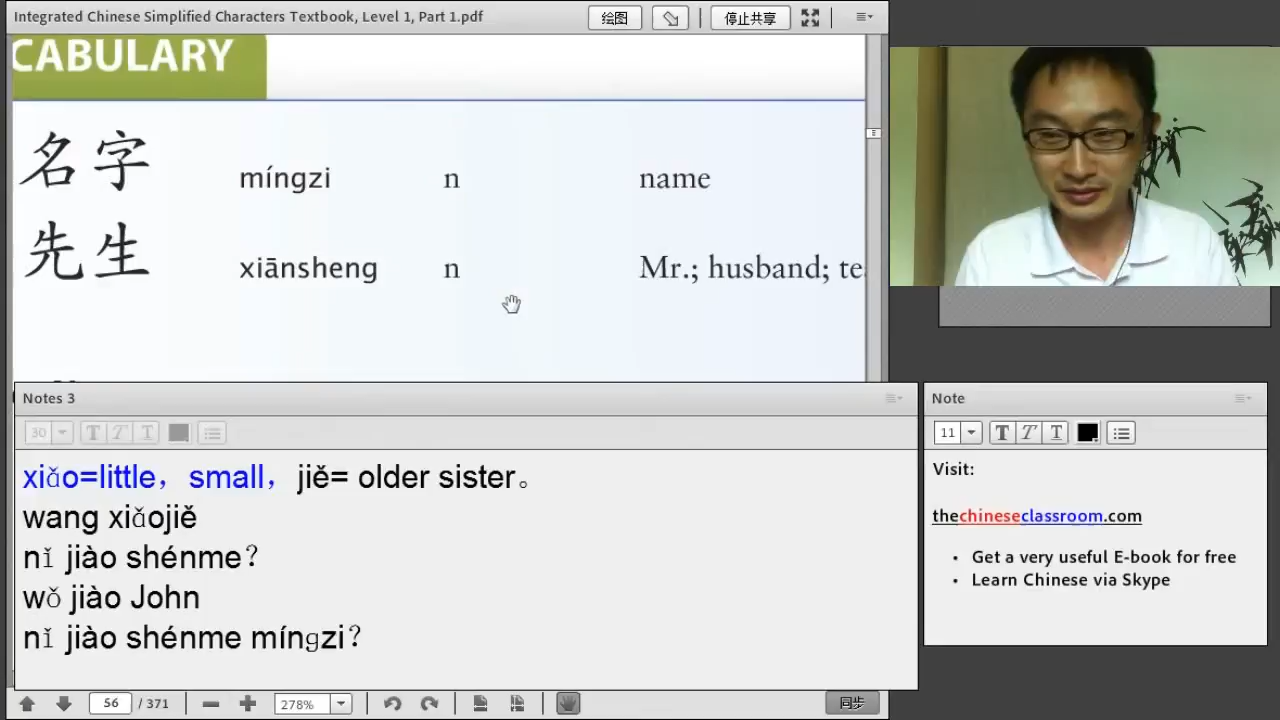 Integrated Chinese Simplified Characters Textbook, Level 1, Part 1.pdf
绘图
停止共享
CABULARY
名字 míngzi n name
先生 xiānsheng n Mr.; husband; te
Notes 3
30 T T T
xiǎo=little，small，jiě= older sister。
wang xiǎojiě
nǐ jiào shénme？
wǒ jiào John
nǐ jiào shénme míngzi？
Note
11 T T T
Visit:
thechineseclassroom.com
• Get a very useful E-book for free
• Learn Chinese via Skype
56 / 371 278% 同步